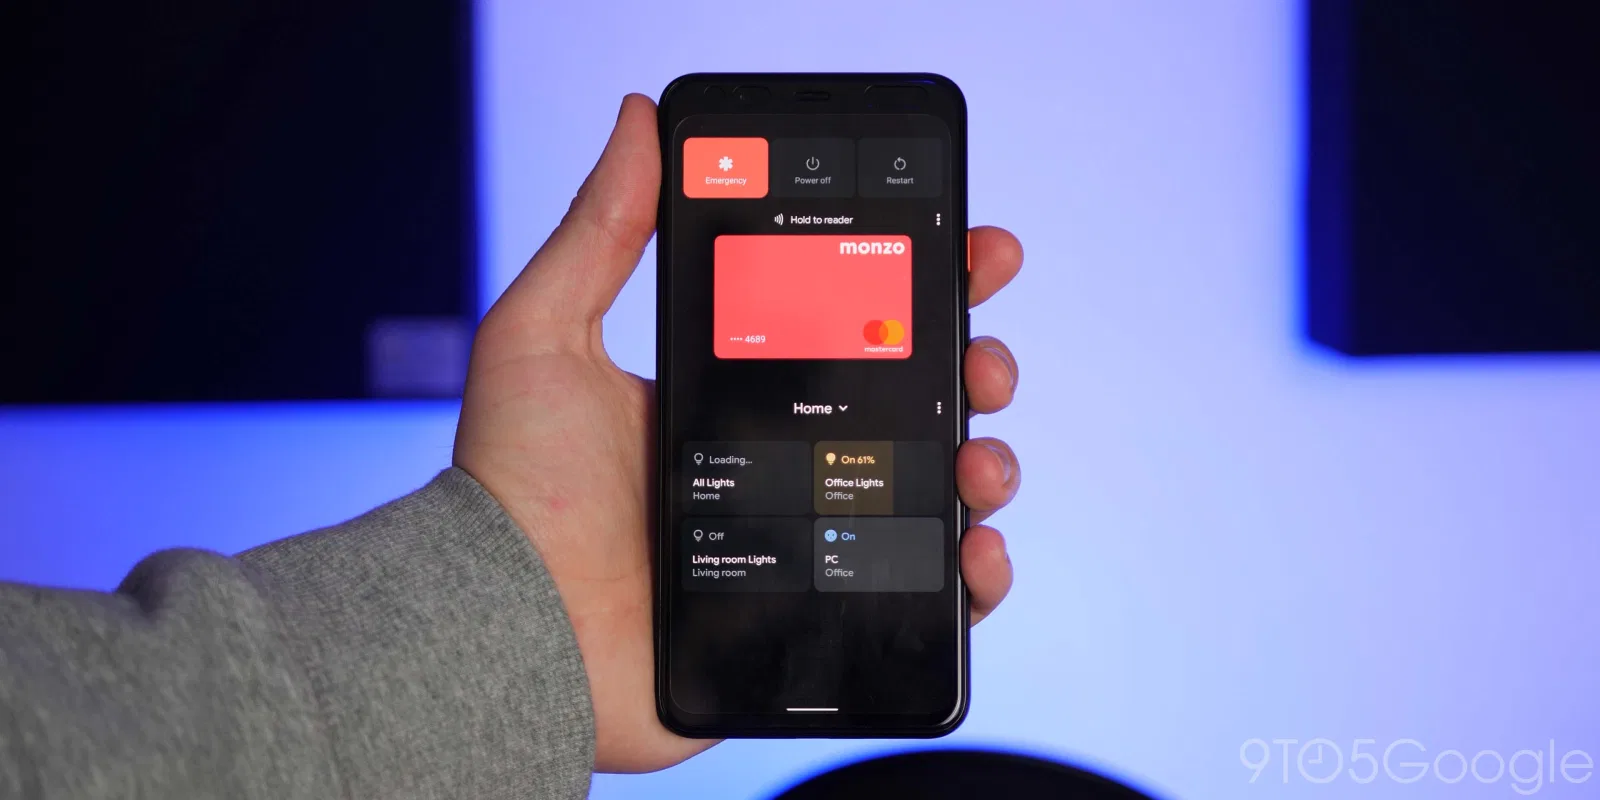 Emergency
Power off
Restart
Hold to reader
monzo
•••• 4689
mastercard
Home
Loading...
All Lights
Home
On 61%
Office Lights
Office
Off
Living room Lights
Living room
On
PC
Office
9TO5Google